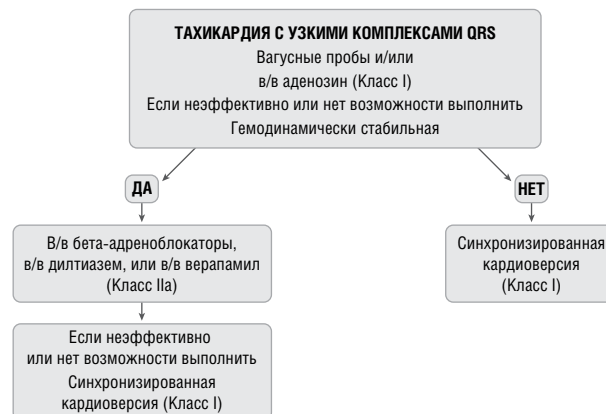 ТАХИКАРДИЯ С УЗКИМИ КОМПЛЕКСАМИ QRS
Вагусные пробы и/или
в/в аденозин (Класс I)
Если неэффективно или нет возможности выполнить
Гемодинамически стабильная
ДА
НЕТ
В/в бета-адреноблокаторы,
в/в дилтиазем, или в/в верапамил
(Класс IIa)
Синхронизированная
кардиоверсия
(Класс I)
Если неэффективно
или нет возможности выполнить
Синхронизированная
кардиоверсия (Класс I)